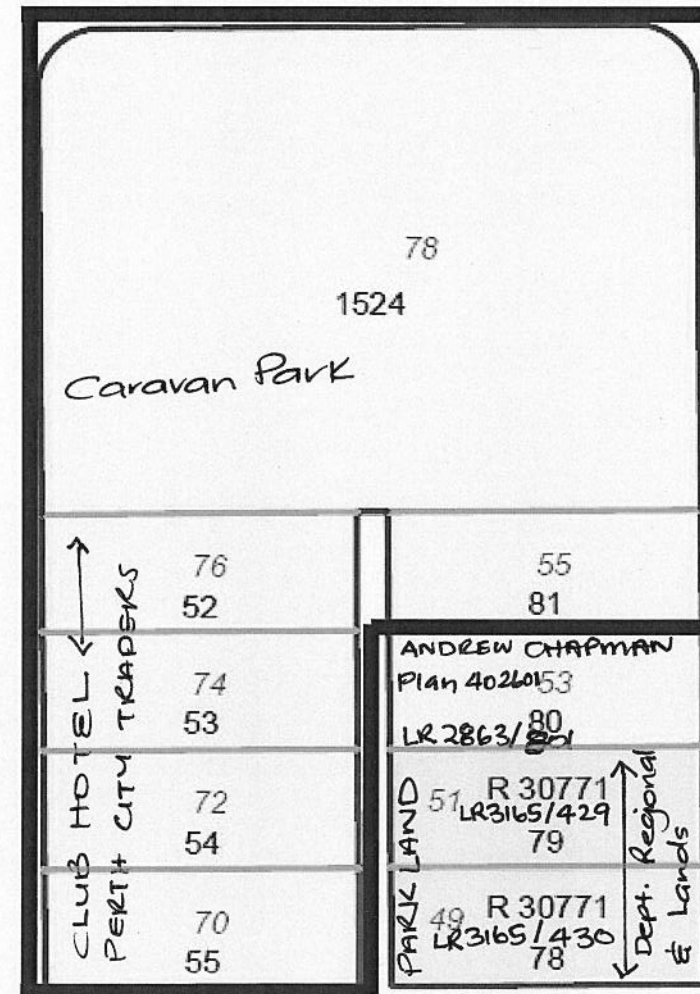 78
1524
Caravan Park
76
52
55
81
74
53
ANDREW CHAPMAN
Plan 402601
53
80
LR 2863/801
72
54
51
R 30771
LR3165/429
79
70
55
49
R 30771
LR3165/430
78
CLUB HOTEL
PERTH CITY TRADERS
PARK LAND
Dept. Regional
& Lands